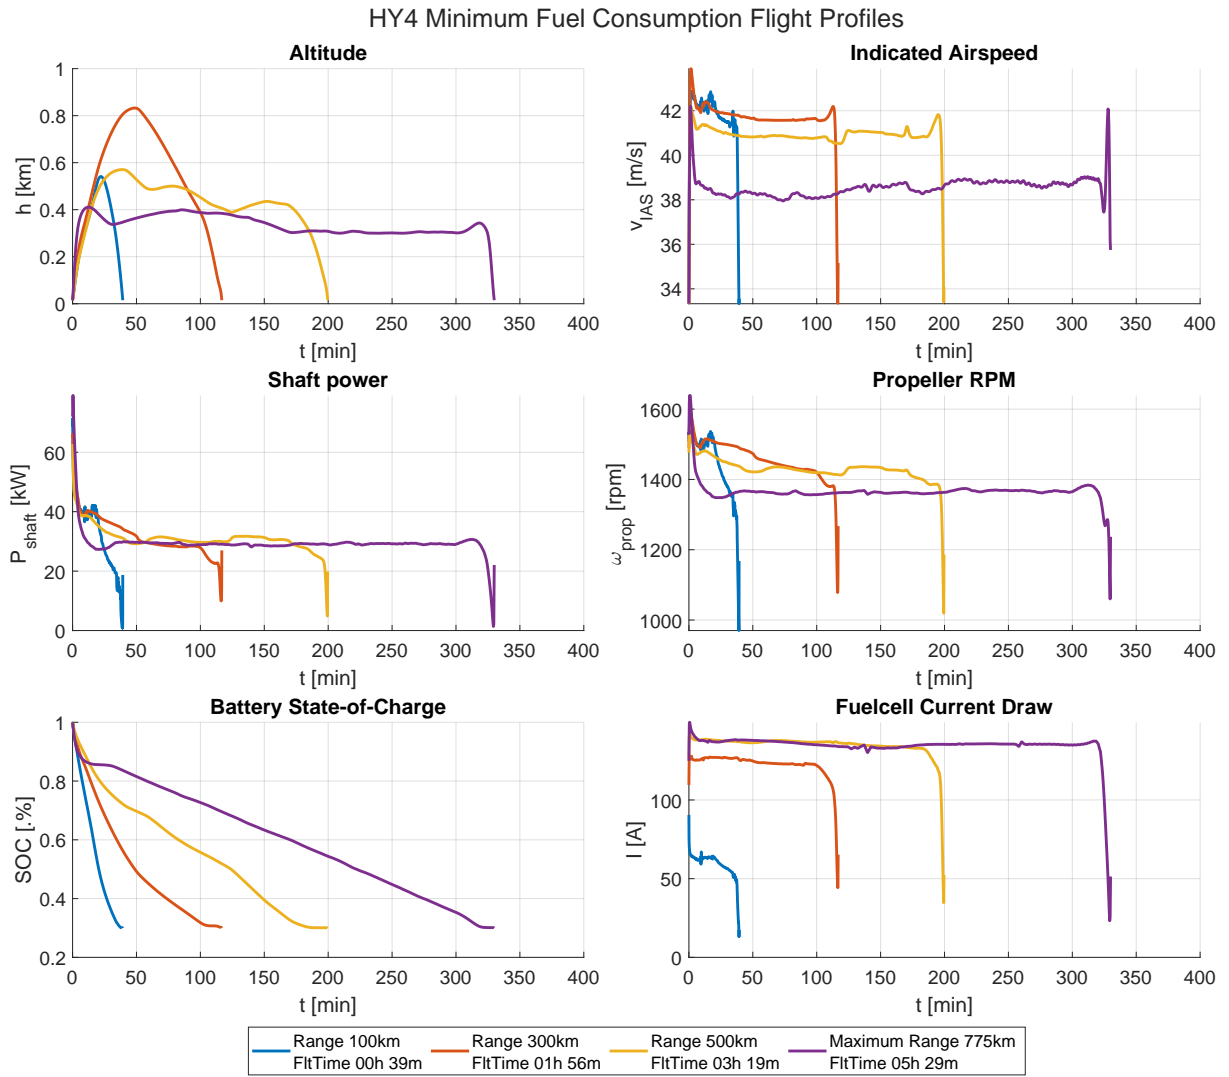 HY4 Minimum Fuel Consumption Flight Profiles
Altitude
1
0.8
0.6
0.4
0.2
0
h [km]
0 50 100 150 200 250 300 350 400
t [min]
Indicated Airspeed
42
40
38
36
34
v_IAS [m/s]
0 50 100 150 200 250 300 350 400
t [min]
Shaft power
60
40
20
0
P_shaft [kW]
0 50 100 150 200 250 300 350 400
t [min]
Propeller RPM
1600
1400
1200
1000
ω_prop [rpm]
0 50 100 150 200 250 300 350 400
t [min]
Battery State-of-Charge
1
0.8
0.6
0.4
0.2
SOC [.%]
0 50 100 150 200 250 300 350 400
t [min]
Fuelcell Current Draw
100
50
0
I [A]
0 50 100 150 200 250 300 350 400
t [min]
Range 100km
FltTime 00h 39m
Range 300km
FltTime 01h 56m
Range 500km
FltTime 03h 19m
Maximum Range 775km
FltTime 05h 29m